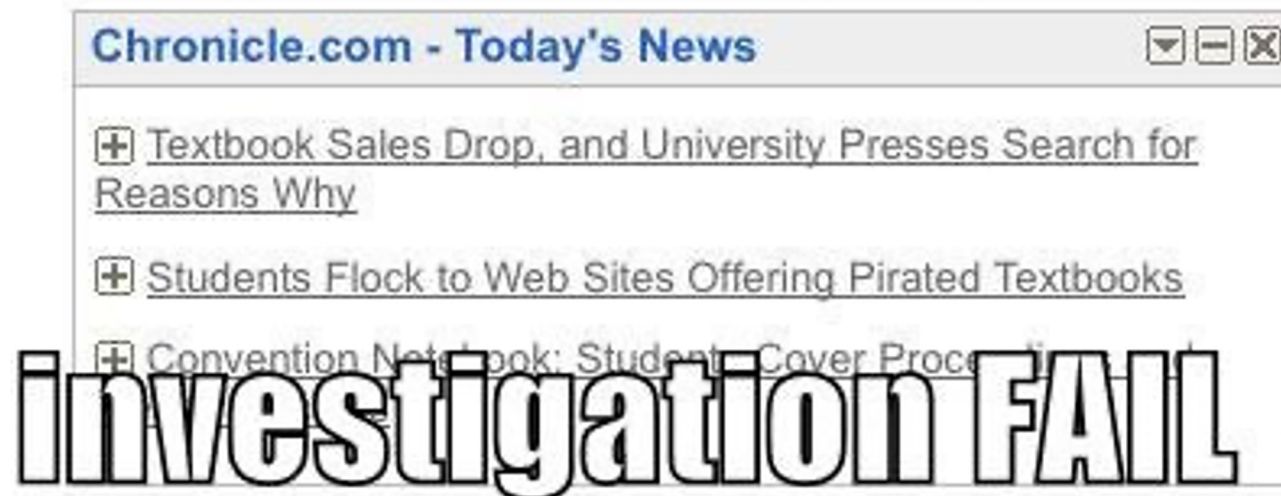 Chronicle.com - Today's News
Textbook Sales Drop, and University Presses Search for
Reasons Why
Students Flock to Web Sites Offering Pirated Textbooks
Convention Notebook: Students Cover
investigation FAIL